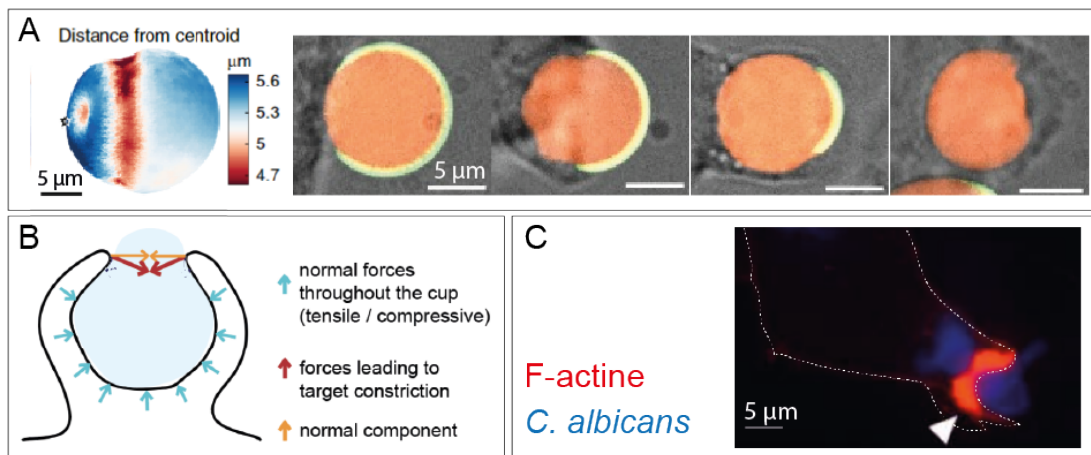 A
Distance from centroid
μm
5.6
5.3
5
4.7
5 μm
5 μm
B
normal forces
throughout the cup
(tensile / compressive)
forces leading to
target constriction
normal component
C
F-actine
C. albicans
5 μm